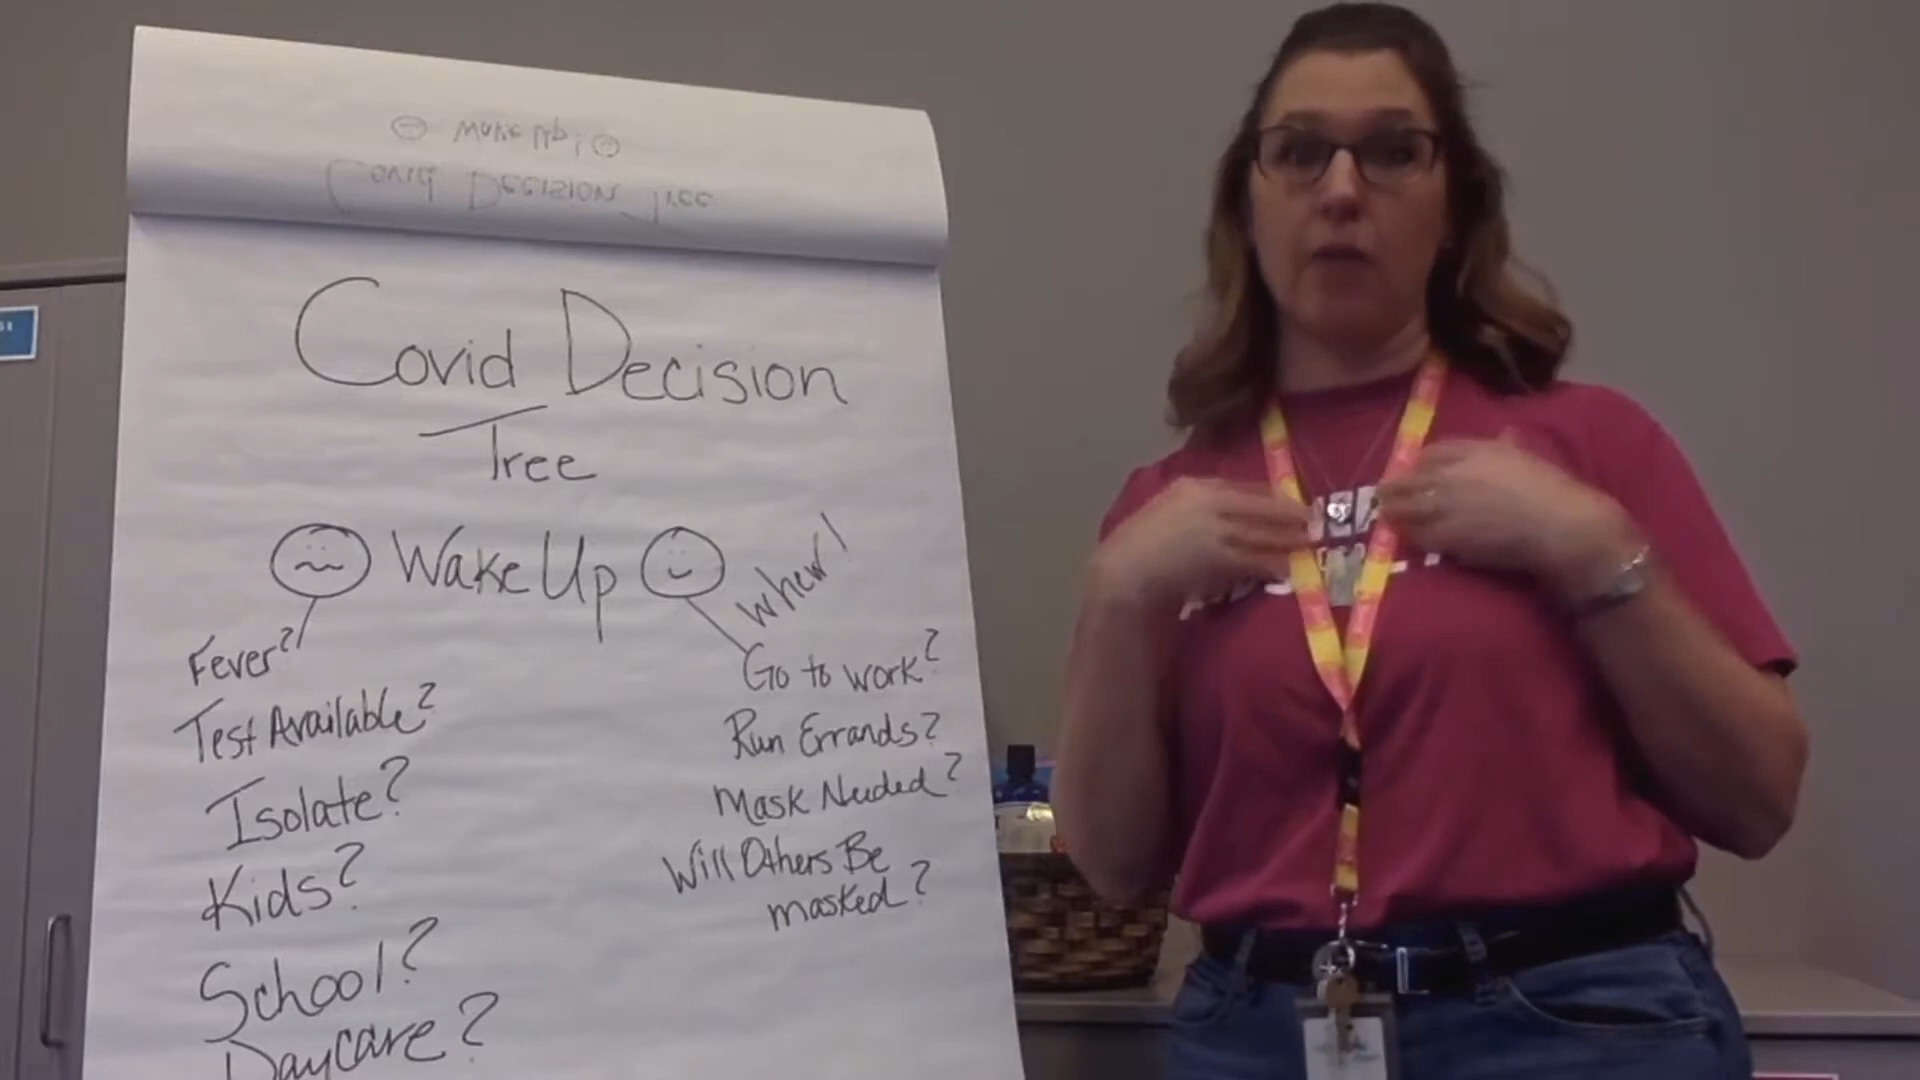 Covid Decision
Tree
Wake Up
Whew!
Fever?
Test Available?
Isolate?
Kids?
School?
Daycare?
Go to work?
Run Errands?
Mask Needed?
Will Others Be
masked?